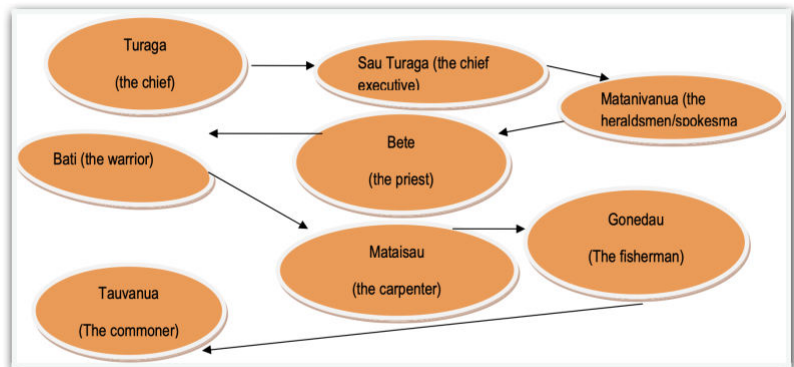 Turaga
(the chief)
Sau Turaga (the chief
executive)
Matanivanua (the
heraldsmen/spokesma
Bete
(the priest)
Bati (the warrior)
Mataisau
(the carpenter)
Gonedau
(The fisherman)
Tauvanua
(The commoner)